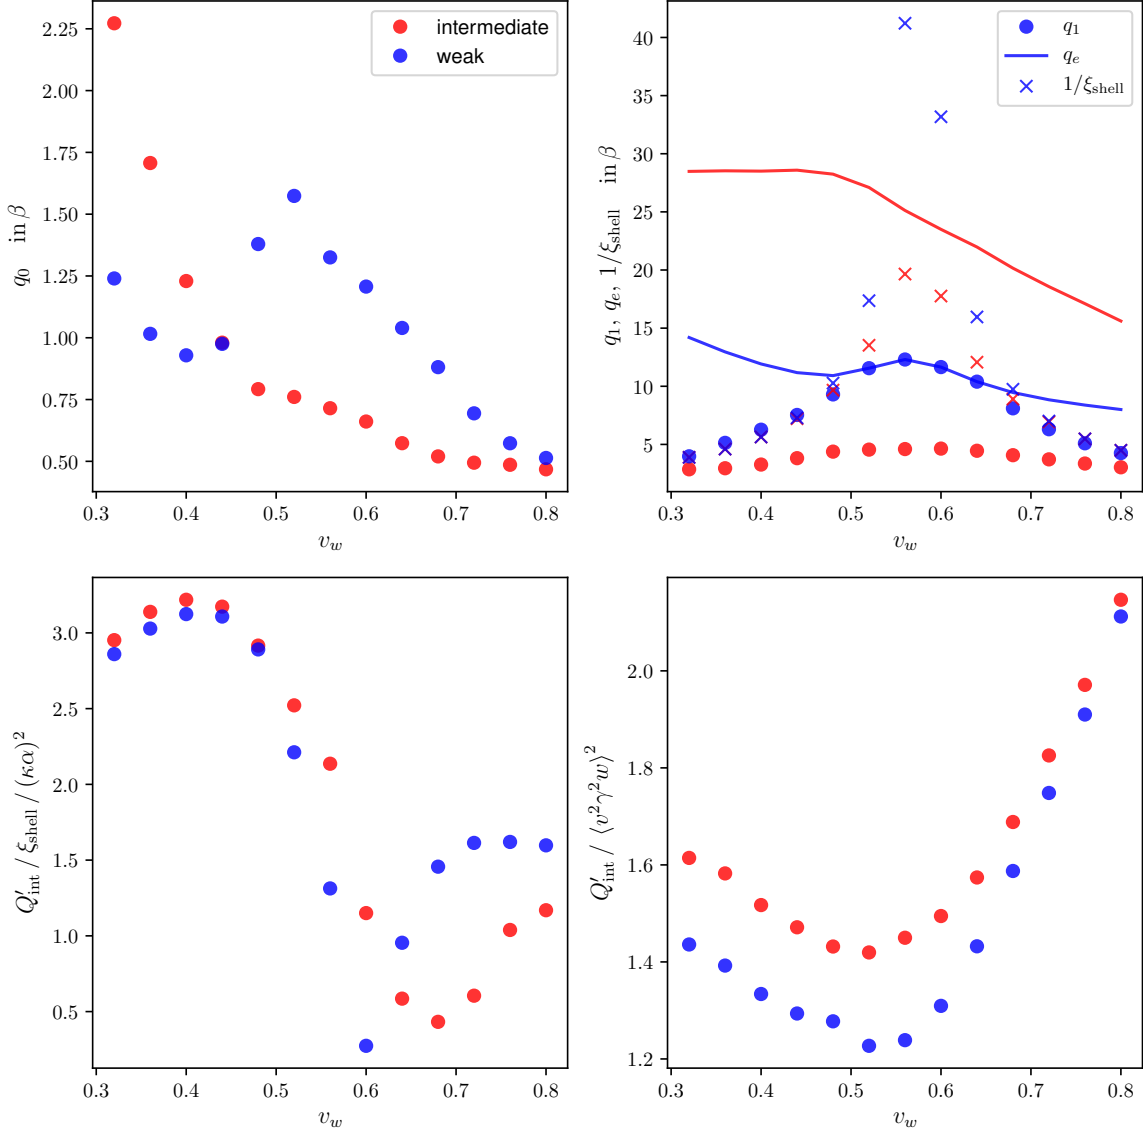 2.25
2.00
1.75
1.50
1.25
1.00
0.75
0.50
q₀ in β
intermediate
weak
0.3 0.4 0.5 0.6 0.7 0.8
v_w
40
35
30
25
20
15
10
5
q₁, q_e, 1/ξ_shell in β
q₁
q_e
1/ξ_shell
0.3 0.4 0.5 0.6 0.7 0.8
v_w
3.0
2.5
2.0
1.5
1.0
0.5
Q′_int / ξ_shell / (κα)²
0.3 0.4 0.5 0.6 0.7 0.8
v_w
2.0
1.8
1.6
1.4
1.2
Q′_int / ⟨v²γ²w⟩²
0.3 0.4 0.5 0.6 0.7 0.8
v_w